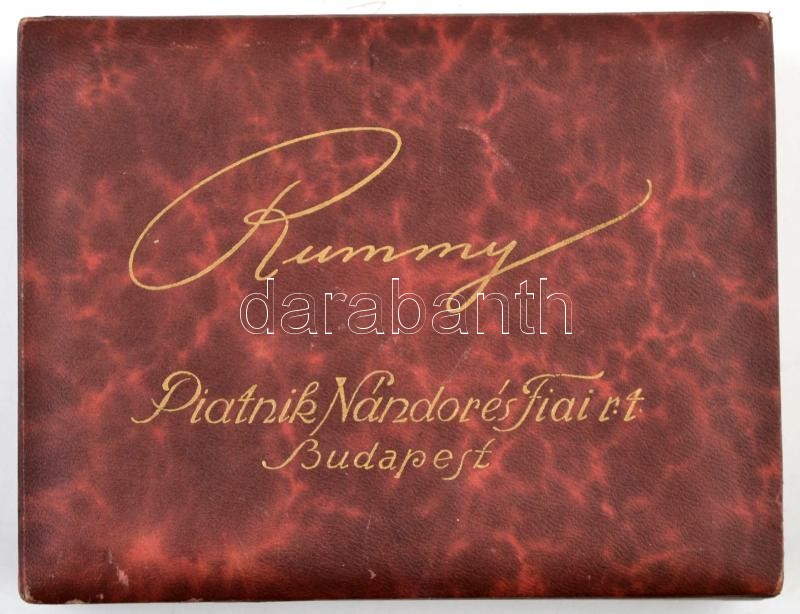 Rummy
darabanth
Piatnik Nándor és Fiai r.t.
Budapest